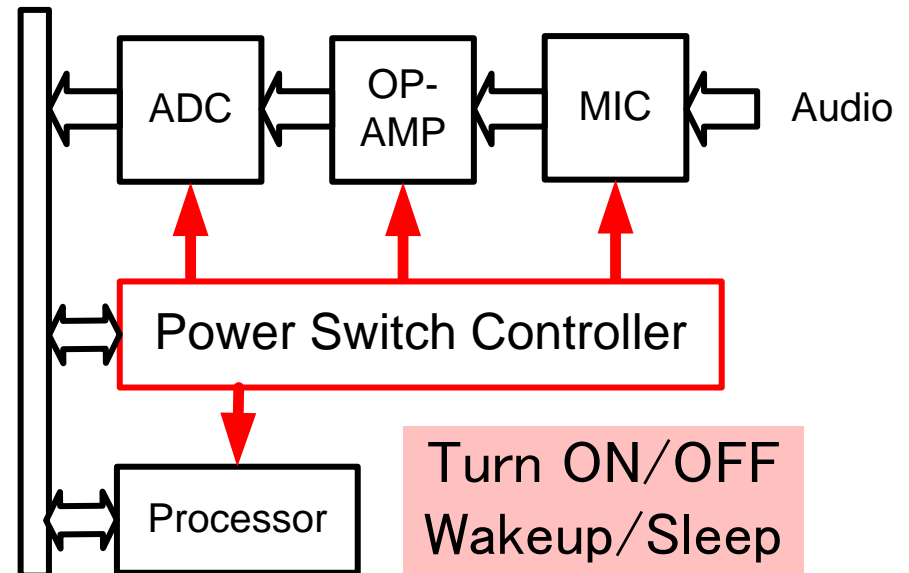 ADC
OP-
AMP
MIC
Audio
Power Switch Controller
Processor
Turn ON/OFF
Wakeup/Sleep